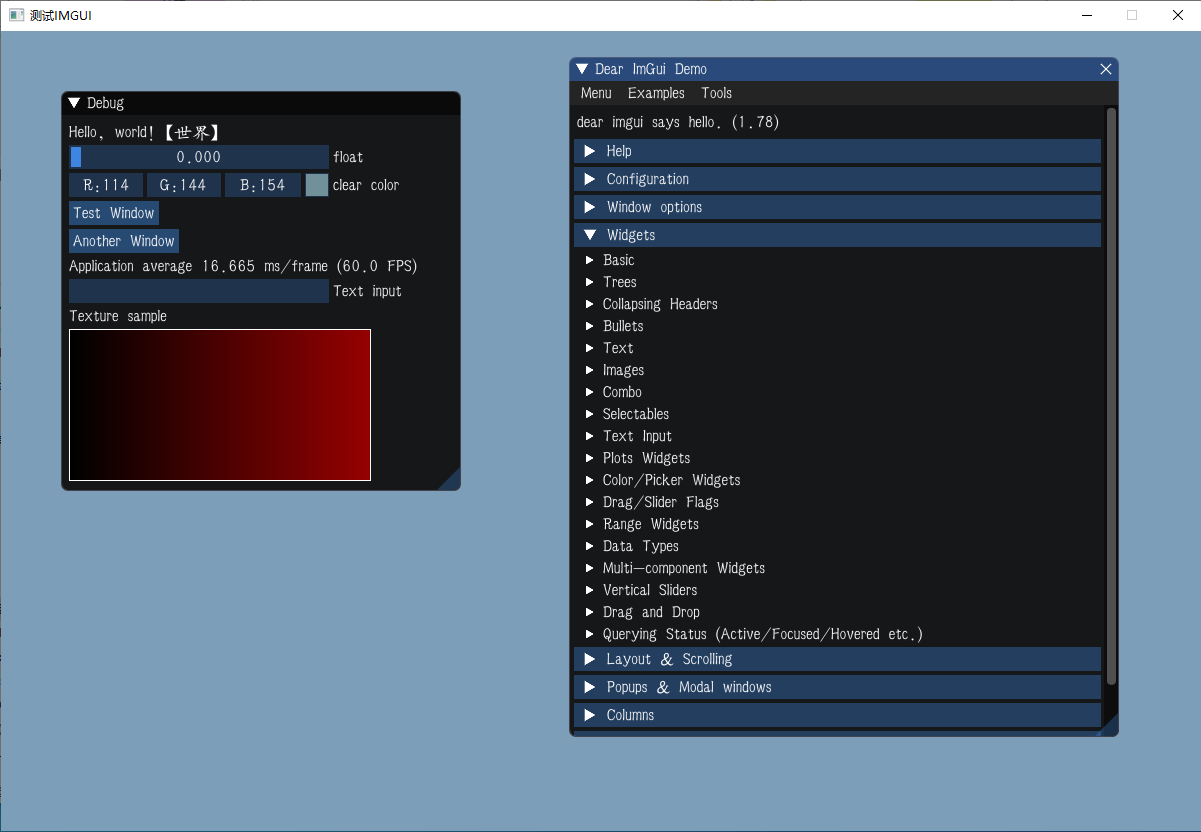 测试IMGUI
Debug
Hello, world!【世界】
0.000 float
R:114 G:144 B:154 clear color
Test Window
Another Window
Application average 16.665 ms/frame (60.0 FPS)
Text input
Texture sample
Dear ImGui Demo
Menu Examples Tools
dear imgui says hello. (1.78)
Help
Configuration
Window options
Widgets
Basic
Trees
Collapsing Headers
Bullets
Text
Images
Combo
Selectables
Text Input
Plots Widgets
Color/Picker Widgets
Drag/Slider Flags
Range Widgets
Data Types
Multi-component Widgets
Vertical Sliders
Drag and Drop
Querying Status (Active/Focused/Hovered etc.)
Layout & Scrolling
Popups & Modal windows
Columns